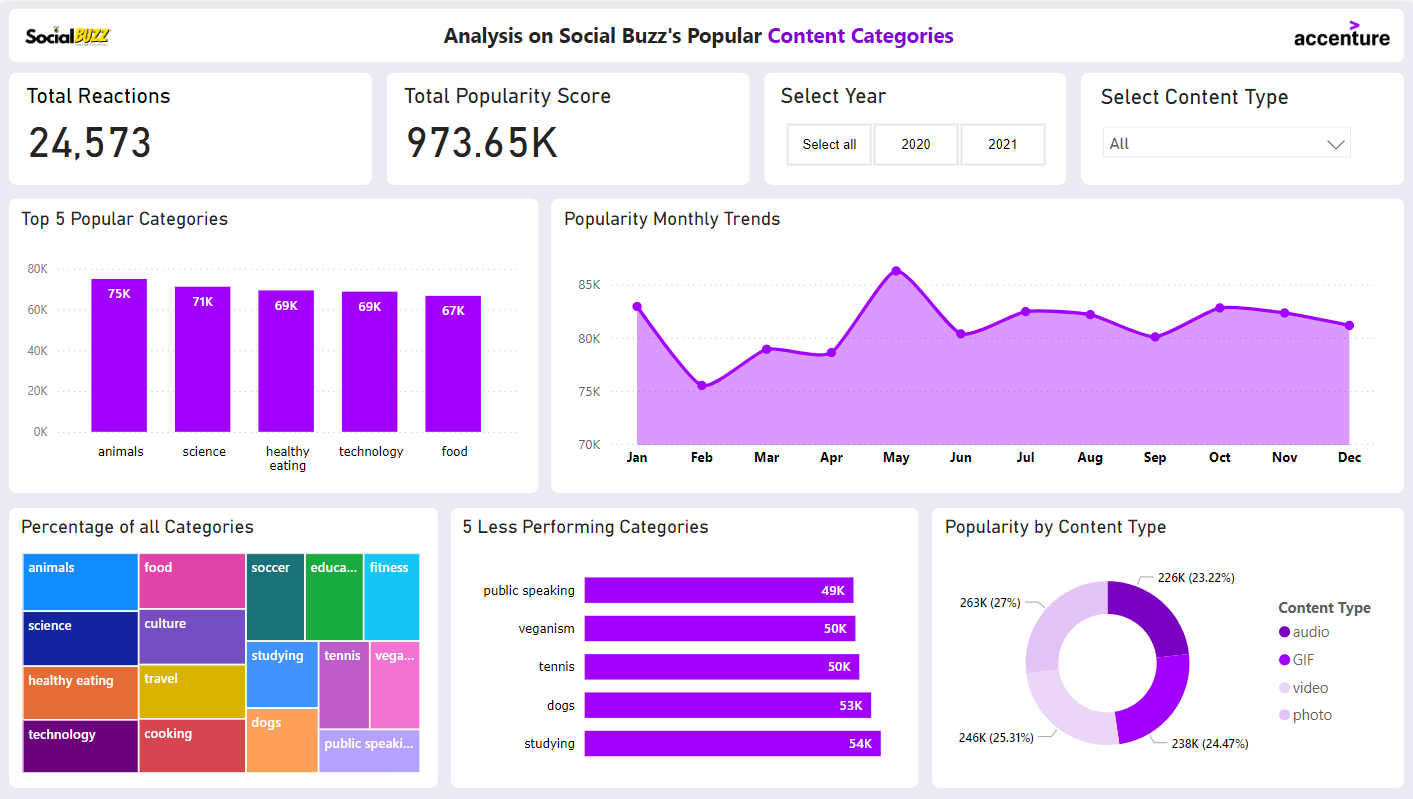 SocialBUZZ
Analysis on Social Buzz's Popular Content Categories
accenture
Total Reactions
24,573
Total Popularity Score
973.65K
Select Year
Select all
2020
2021
Select Content Type
All
Top 5 Popular Categories
80K
60K
40K
20K
0K
75K
71K
69K
69K
67K
animals
science
healthy
eating
technology
food
Popularity Monthly Trends
85K
80K
75K
70K
Jan
Feb
Mar
Apr
May
Jun
Jul
Aug
Sep
Oct
Nov
Dec
Percentage of all Categories
animals
science
healthy eating
technology
food
culture
travel
cooking
soccer
educa...
fitness
studying
dogs
tennis
vega...
public speaki...
5 Less Performing Categories
public speaking
49K
veganism
50K
tennis
50K
dogs
53K
studying
54K
Popularity by Content Type
226K (23.22%)
263K (27%)
246K (25.31%)
238K (24.47%)
Content Type
audio
GIF
video
photo